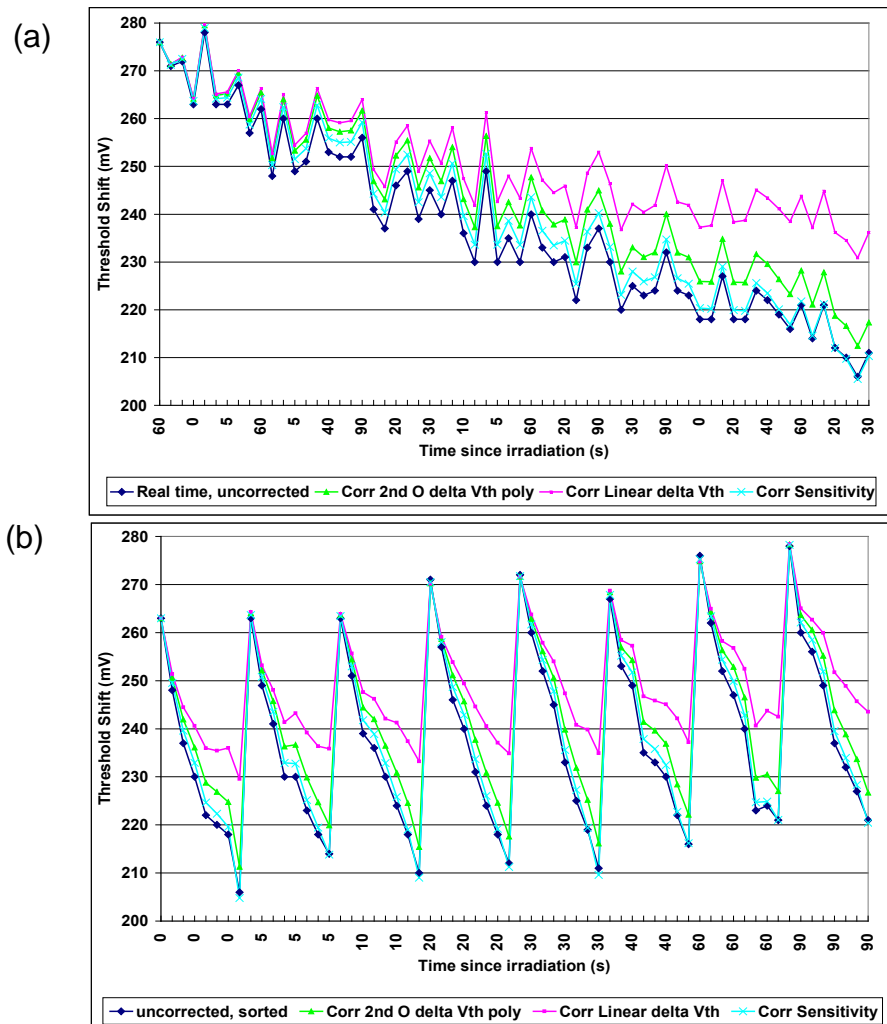 (a)
280
270
260
250
240
230
220
210
200
Threshold Shift (mV)
60 0 5 60 5 40 90 20 30 10 5 60 20 90 30 90 0 20 40 60 20 30
Time since irradiation (s)
Real time, uncorrected Corr 2nd O delta Vth poly Corr Linear delta Vth Corr Sensitivity
(b)
280
270
260
250
240
230
220
210
200
Threshold Shift (mV)
0 0 0 5 5 5 10 10 20 20 20 30 30 40 40 60 60 60 90 90 90
Time since irradiation (s)
uncorrected, sorted Corr 2nd O delta Vth poly Corr Linear delta Vth Corr Sensitivity